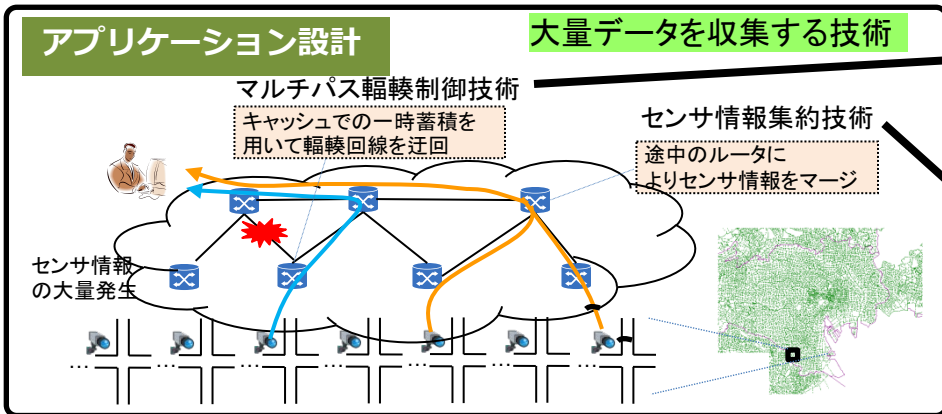 アプリケーション設計
大量データを収集する技術
マルチパス輻輳制御技術
キャッシュでの一時蓄積を
用いて輻輳回線を迂回
センサ情報集約技術
途中のルータに
よりセンサ情報をマージ
センサ情報
の大量発生
… … … … … … …